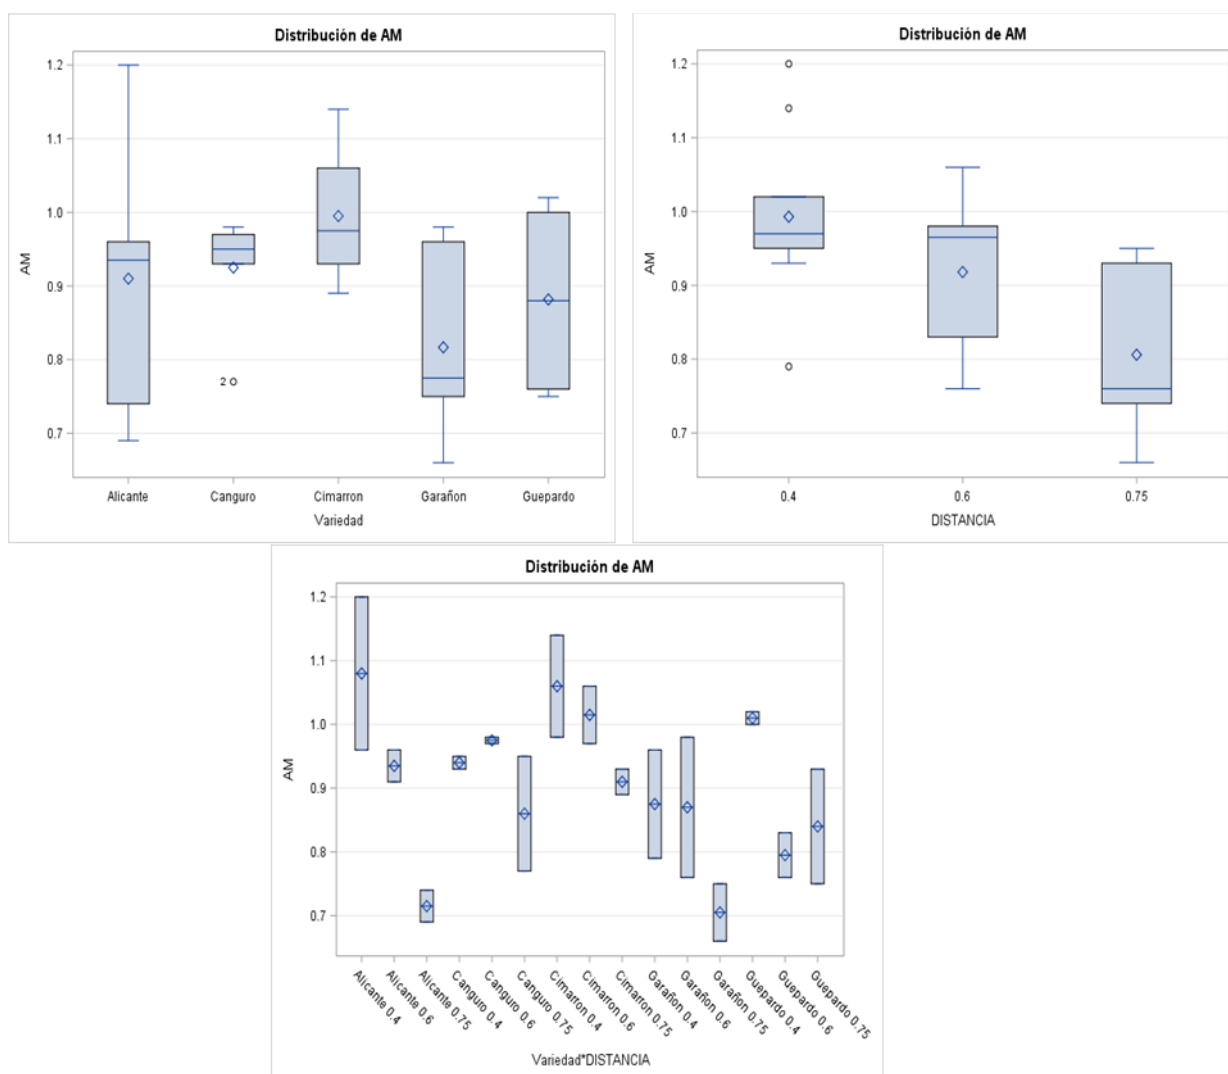 Distribución de AM
1.2
1.1
1.0
0.9
0.8
0.7
AM
2
Alicante Canguro Cimarron Garañon Guepardo
Variedad
Distribución de AM
1.2
1.1
1.0
0.9
0.8
0.7
AM
0.4 0.6 0.75
DISTANCIA
Distribución de AM
1.2
1.1
1.0
0.9
0.8
0.7
AM
Alicante 0.4
Alicante 0.6
Alicante 0.75
Canguro 0.4
Canguro 0.6
Canguro 0.75
Cimarron 0.4
Cimarron 0.6
Cimarron 0.75
Garañon 0.4
Garañon 0.6
Garañon 0.75
Guepardo 0.4
Guepardo 0.6
Guepardo 0.75
Variedad*DISTANCIA